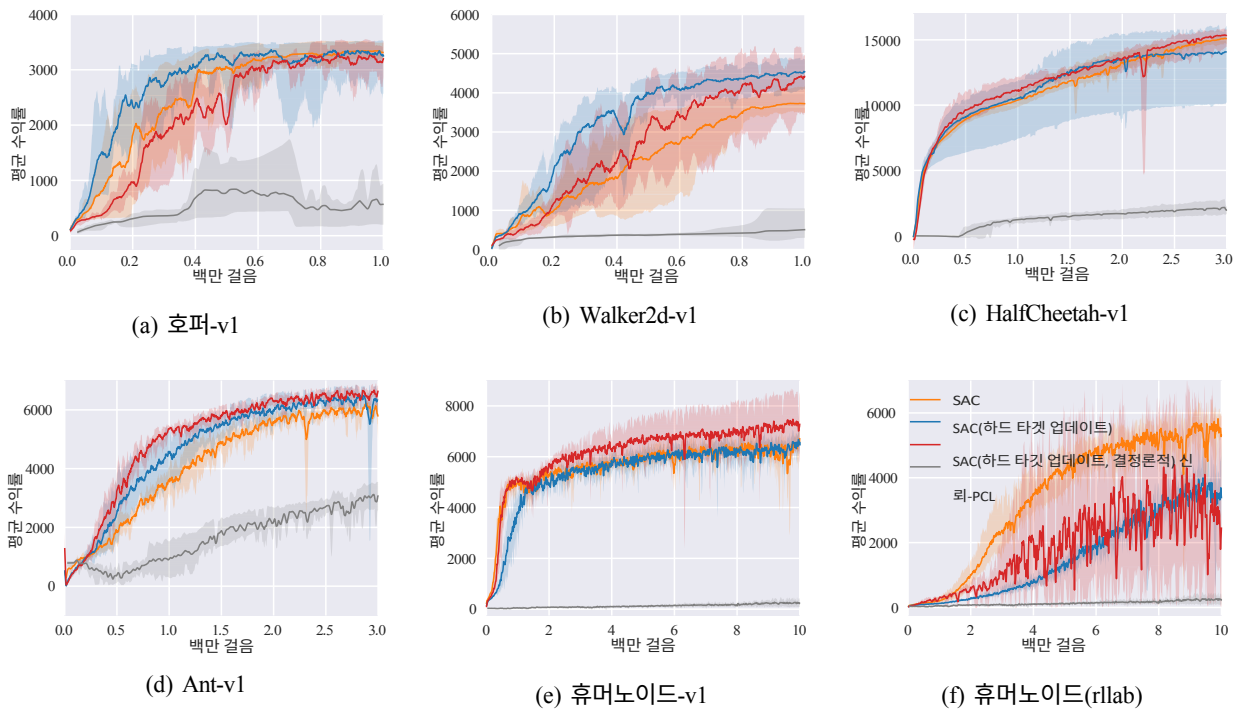 4000
3000
2000
1000
0
평균 수익률
0.0 0.2 0.4 0.6 0.8 1.0
백만 걸음
(a) 호퍼-v1
6000
5000
4000
3000
2000
1000
0
평균 수익률
0.0 0.2 0.4 0.6 0.8 1.0
백만 걸음
(b) Walker2d-v1
15000
10000
5000
0
평균 수익률
0.0 0.5 1.0 1.5 2.0 2.5 3.0
백만 걸음
(c) HalfCheetah-v1
6000
4000
2000
0
평균 수익률
0.0 0.5 1.0 1.5 2.0 2.5 3.0
백만 걸음
(d) Ant-v1
8000
6000
4000
2000
0
평균 수익률
0 2 4 6 8 10
백만 걸음
(e) 휴머노이드-v1
6000
4000
2000
0
평균 수익률
SAC
SAC(하드 타겟 업데이트)
SAC(하드 타깃 업데이트, 결정론적) 신
뢰-PCL
0 2 4 6 8 10
백만 걸음
(f) 휴머노이드(rllab)